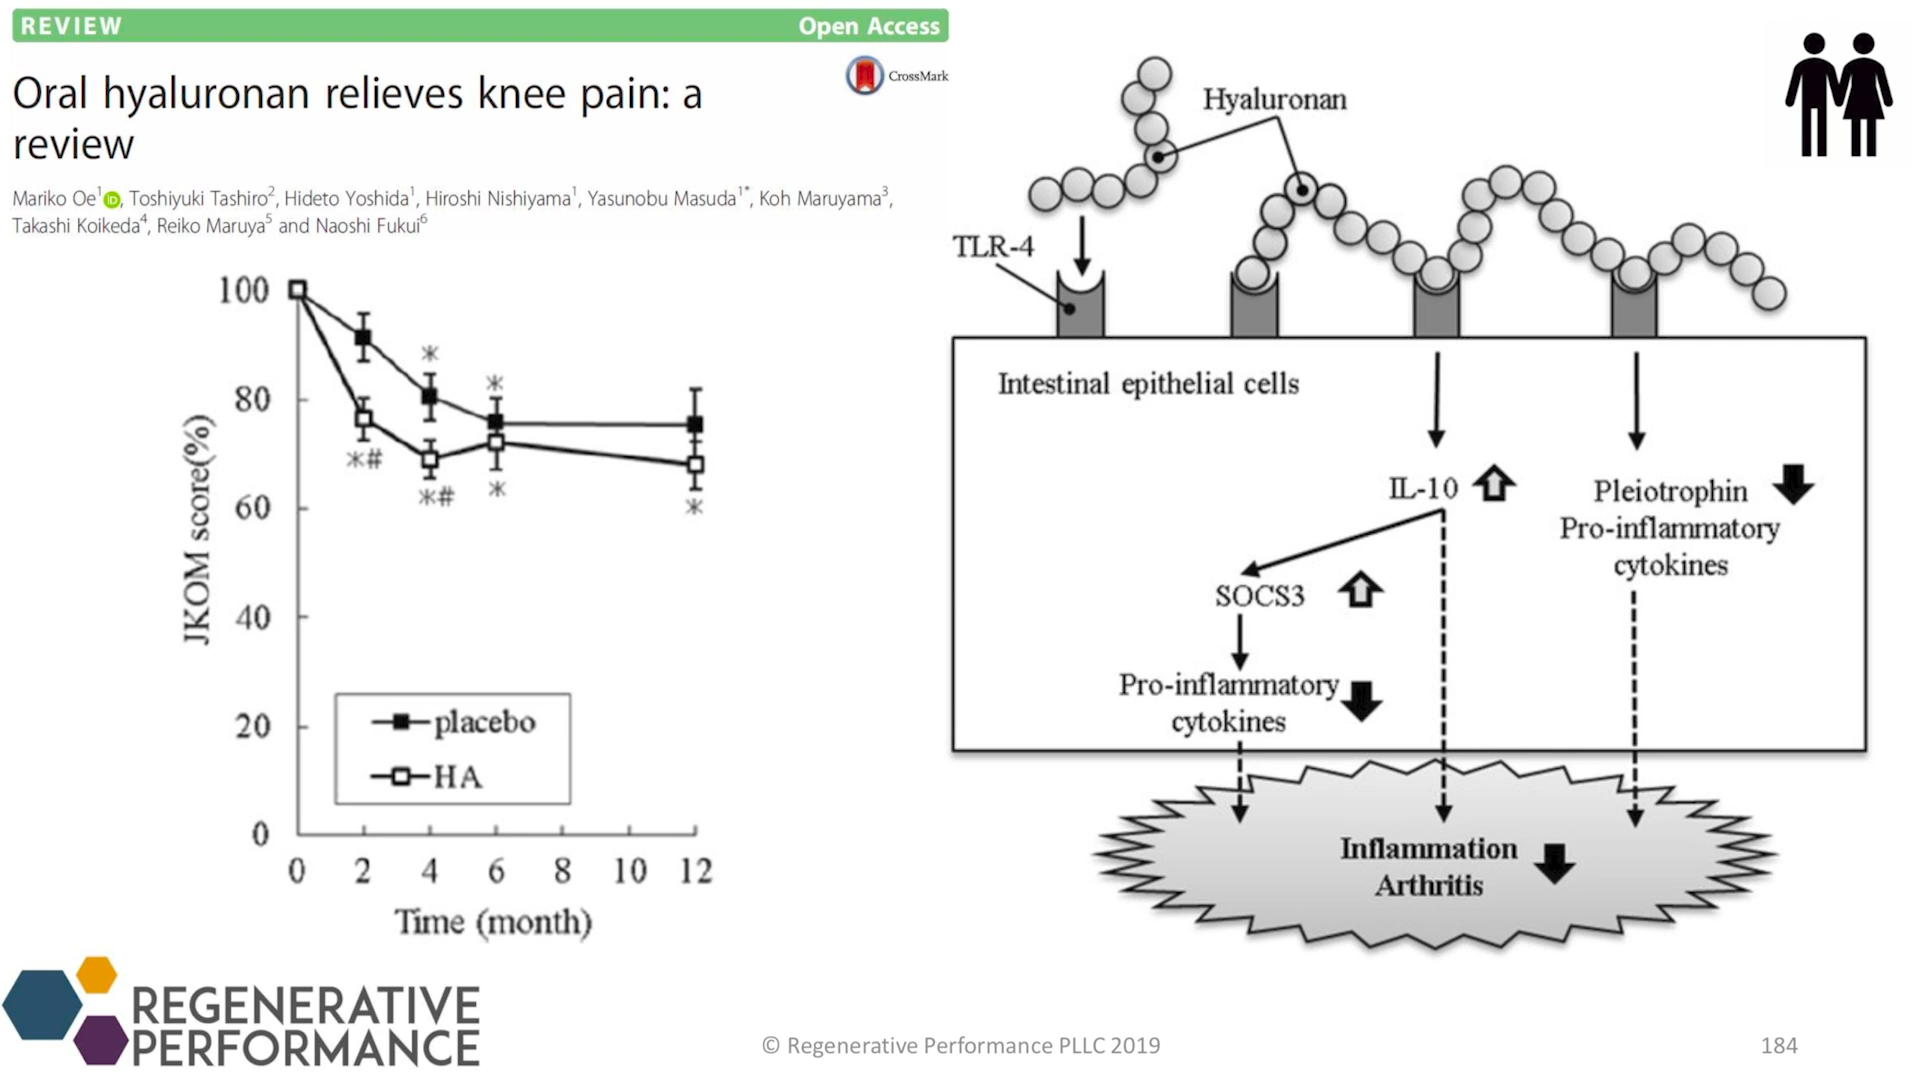 REVIEW
Open Access
CrossMark
Oral hyaluronan relieves knee pain: a
review
Mariko Oe1 iD, Toshiyuki Tashiro2, Hideto Yoshida1, Hiroshi Nishiyama1, Yasunobu Masuda1*, Koh Maruyama3,
Takashi Koikeda4, Reiko Maruya5 and Naoshi Fukui6
100
80
60
40
20
0
JKOM score(%)
*
*
*#
*#
*
*
placebo
HA
0 2 4 6 8 10 12
Time (month)
Hyaluronan
TLR-4
Intestinal epithelial cells
IL-10
SOCS3
Pro-inflammatory
cytokines
Pleiotrophin
Pro-inflammatory
cytokines
Inflammation
Arthritis
REGENERATIVE
PERFORMANCE
© Regenerative Performance PLLC 2019
184